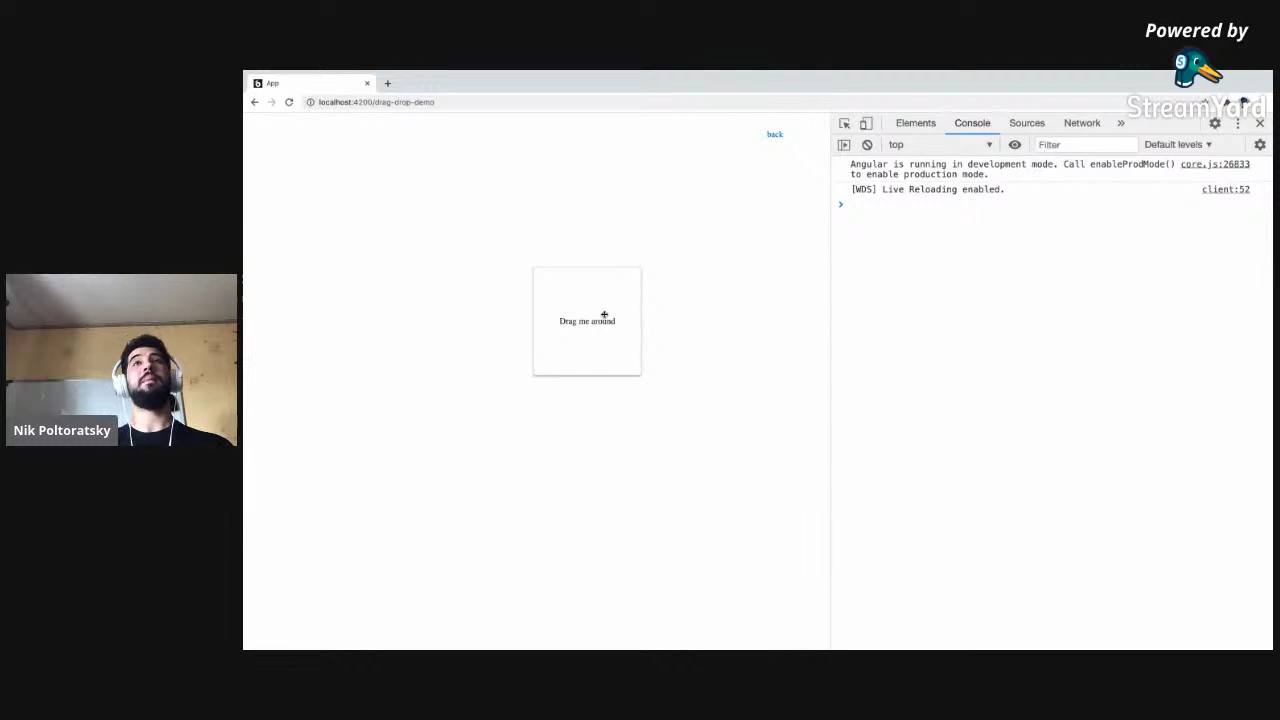 Powered by
StreamYard
App
localhost:4200/drag-drop-demo
back
Elements
Console
Sources
Network
top
Filter
Default levels
Angular is running in development mode. Call enableProdMode() core.js:26833
to enable production mode.
[WDS] Live Reloading enabled. client:52
Drag me around
Nik Poltoratsky